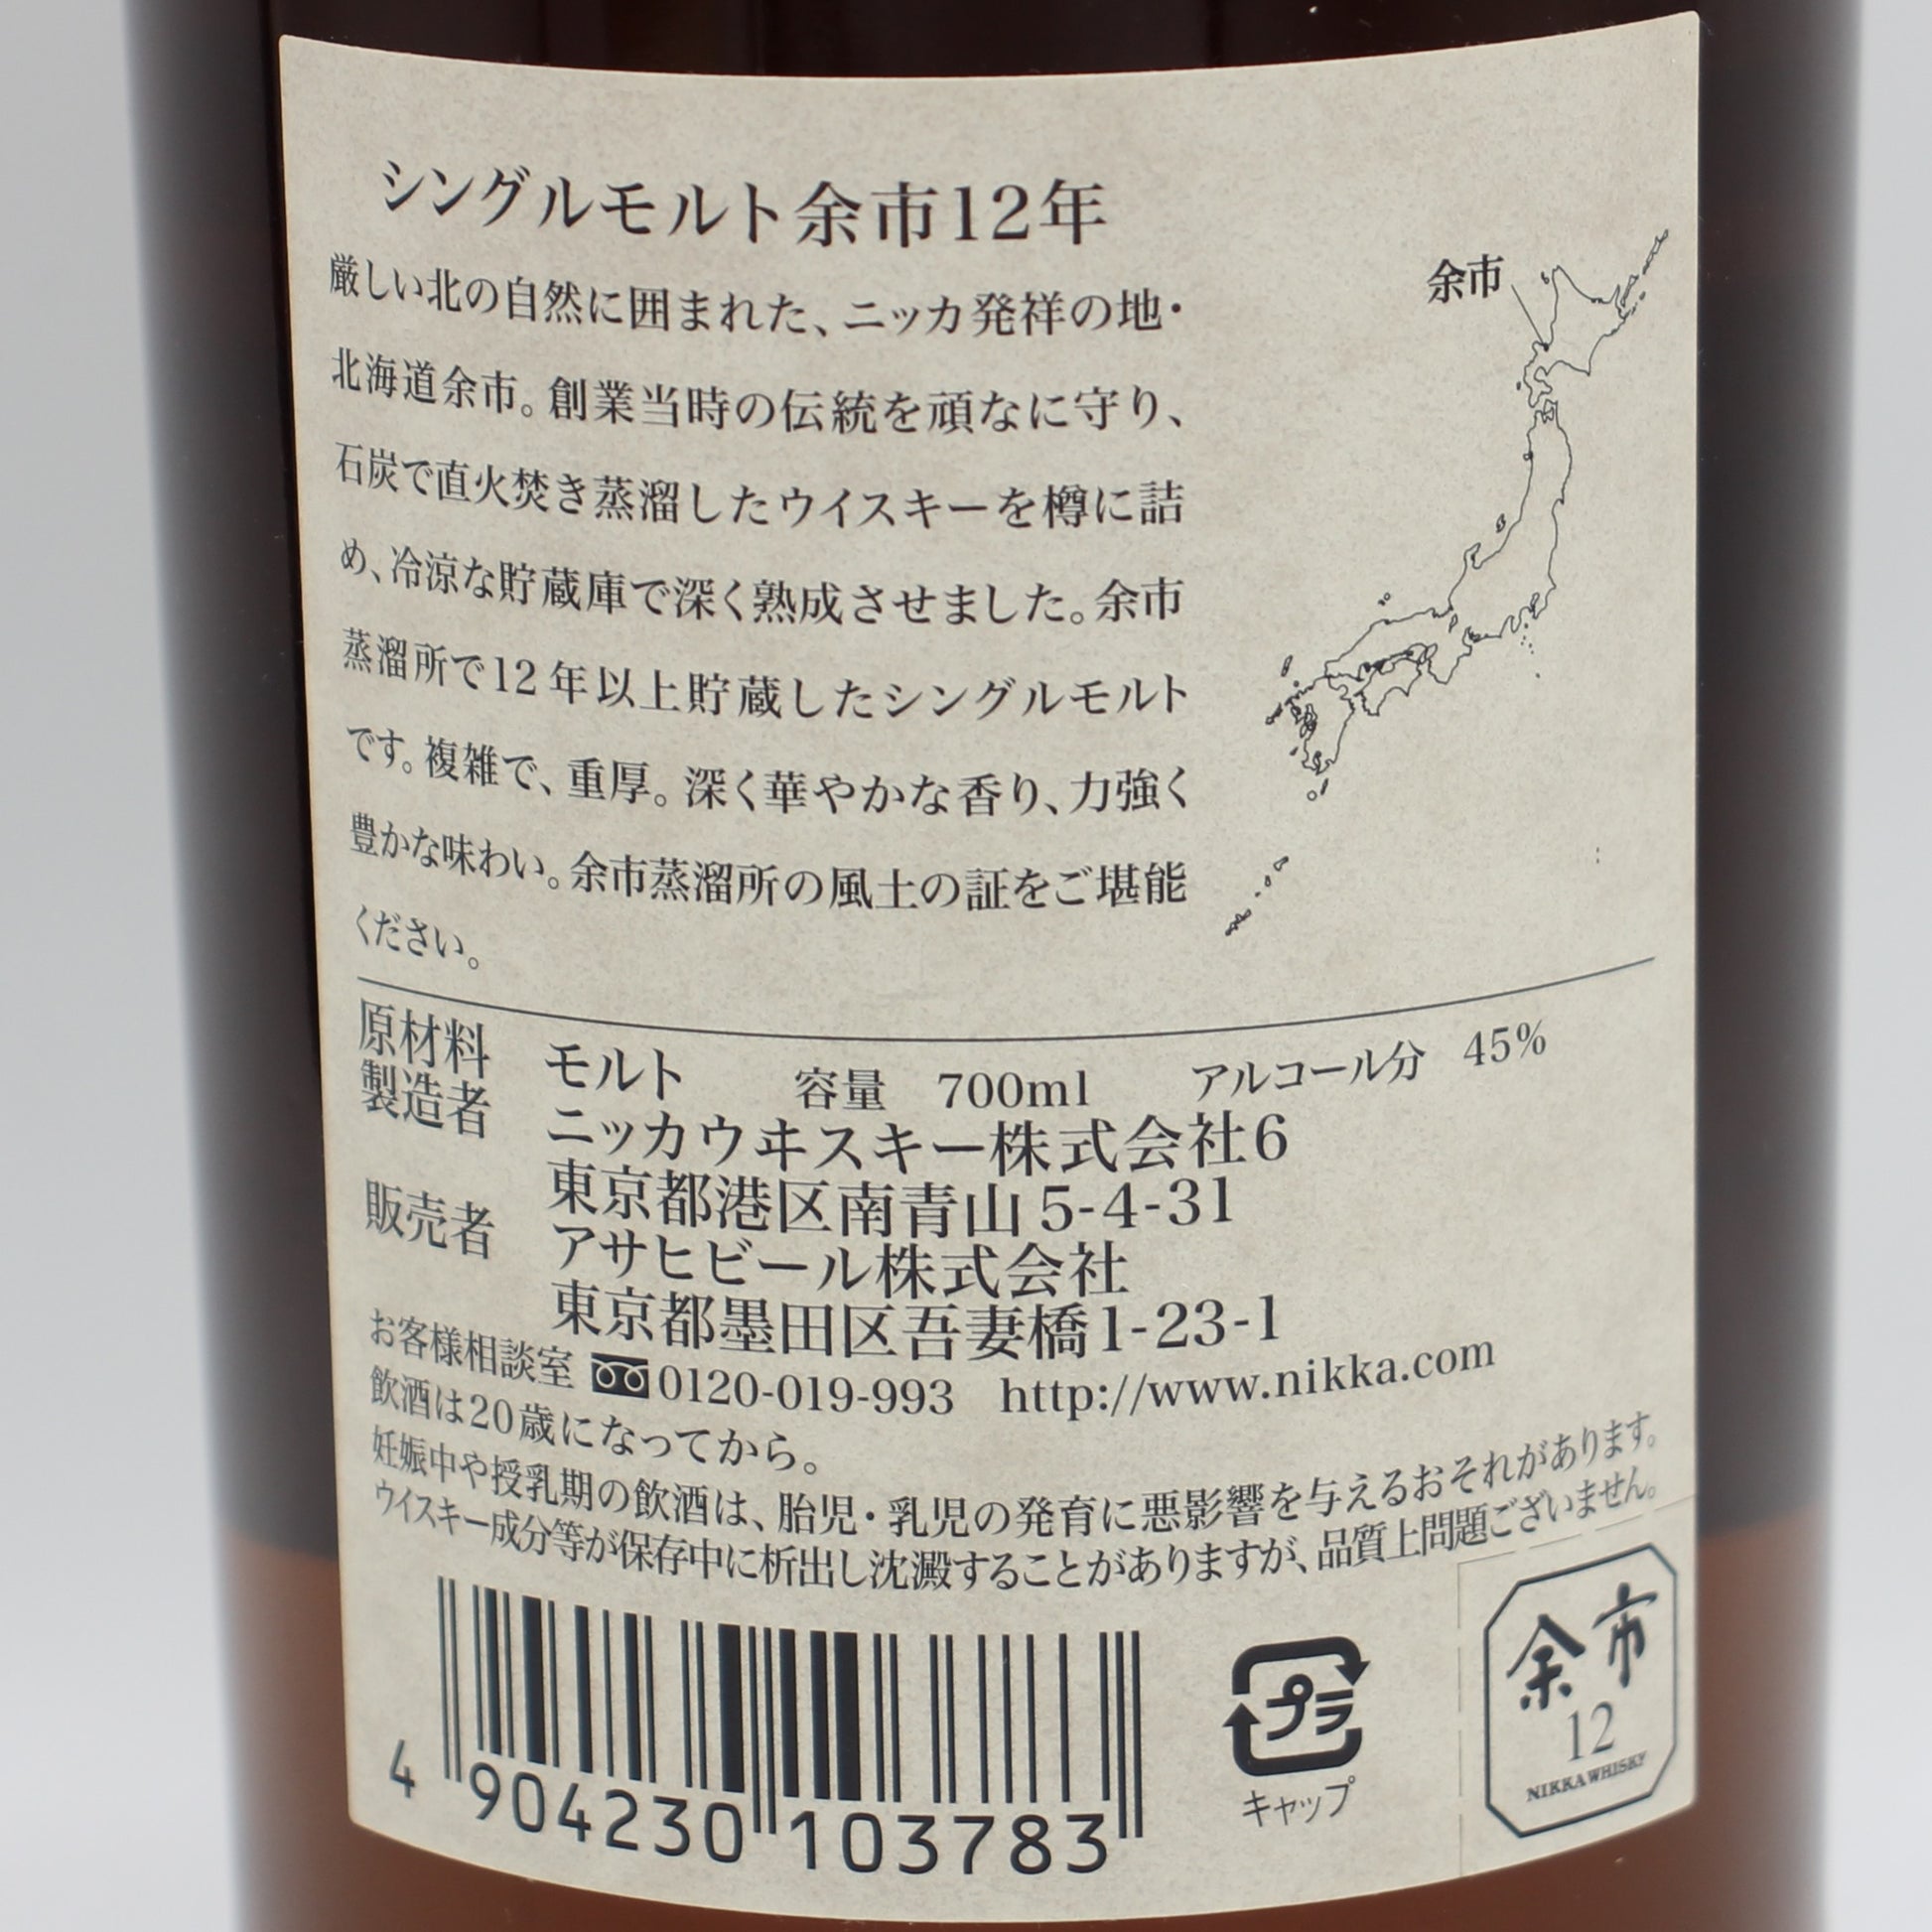 シングルモルト余市12年
厳しい北の自然に囲まれた、ニッカ発祥の地・
北海道余市。創業当時の伝統を頑なに守り、
石炭で直火焚き蒸溜したウイスキーを樽に詰
め、冷涼な貯蔵庫で深く熟成させました。余市
蒸溜所で12年以上貯蔵したシングルモルト
です。複雑で、重厚。深く華やかな香り、力強く
豊かな味わい。余市蒸溜所の風土の証をご堪能
ください。
余市
原材料 モルト 容量 700ml アルコール分 45%
製造者 ニッカウヰスキー株式会社6
東京都港区南青山5-4-31
販売者 アサヒビール株式会社
東京都墨田区吾妻橋1-23-1
お客様相談室 0120-019-993 http://www.nikka.com
飲酒は20歳になってから。
妊娠中や授乳期の飲酒は、胎児・乳児の発育に悪影響を与えるおそれがあります。
ウイスキー成分等が保存中に析出し沈澱することがありますが、品質上問題ございません。
4 904230 103783
プラ
キャップ
余市
12
NIKKA WHISKY